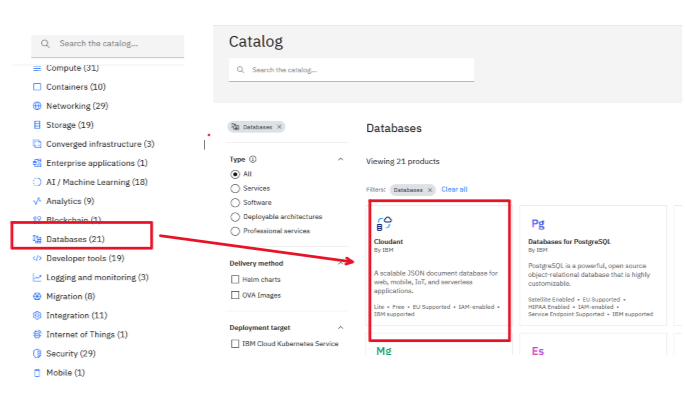 Search the catalog...
Compute (31)
Containers (10)
Networking (29)
Storage (19)
Converged infrastructure (3)
Enterprise applications (1)
AI / Machine Learning (18)
Analytics (9)
Blockchain (1)
Databases (21)
Developer tools (19)
Logging and monitoring (3)
Migration (8)
Integration (11)
Internet of Things (1)
Security (29)
Mobile (1)
Catalog
Search the catalog...
Databases ×
Type
All
Services
Software
Deployable architectures
Professional services
Delivery method
Helm charts
OVA Images
Deployment target
IBM Cloud Kubernetes Service
Databases
Viewing 21 products
Filters: Databases × Clear all
Cloudant
By IBM
A scalable JSON document database for
web, mobile, IoT, and serverless
applications.
Lite • Free • EU Supported • IAM-enabled •
IBM supported
Pg
Databases for PostgreSQL
By IBM
PostgreSQL is a powerful, open source
object-relational database that is highly
customizable.
Satellite Enabled • EU Supported •
HIPAA Enabled • IAM-enabled •
Service Endpoint Supported • IBM supported
Mg
Es